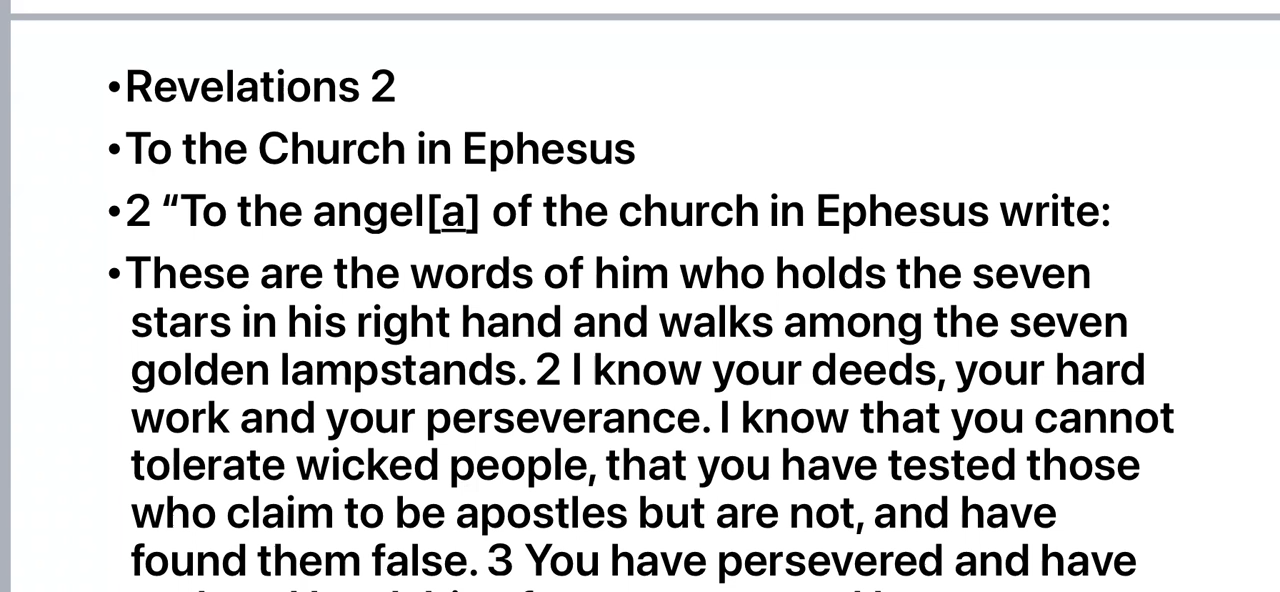 •Revelations 2
•To the Church in Ephesus
•2 “To the angel[a] of the church in Ephesus write:
•These are the words of him who holds the seven
stars in his right hand and walks among the seven
golden lampstands. 2 I know your deeds, your hard
work and your perseverance. I know that you cannot
tolerate wicked people, that you have tested those
who claim to be apostles but are not, and have
found them false. 3 You have persevered and have